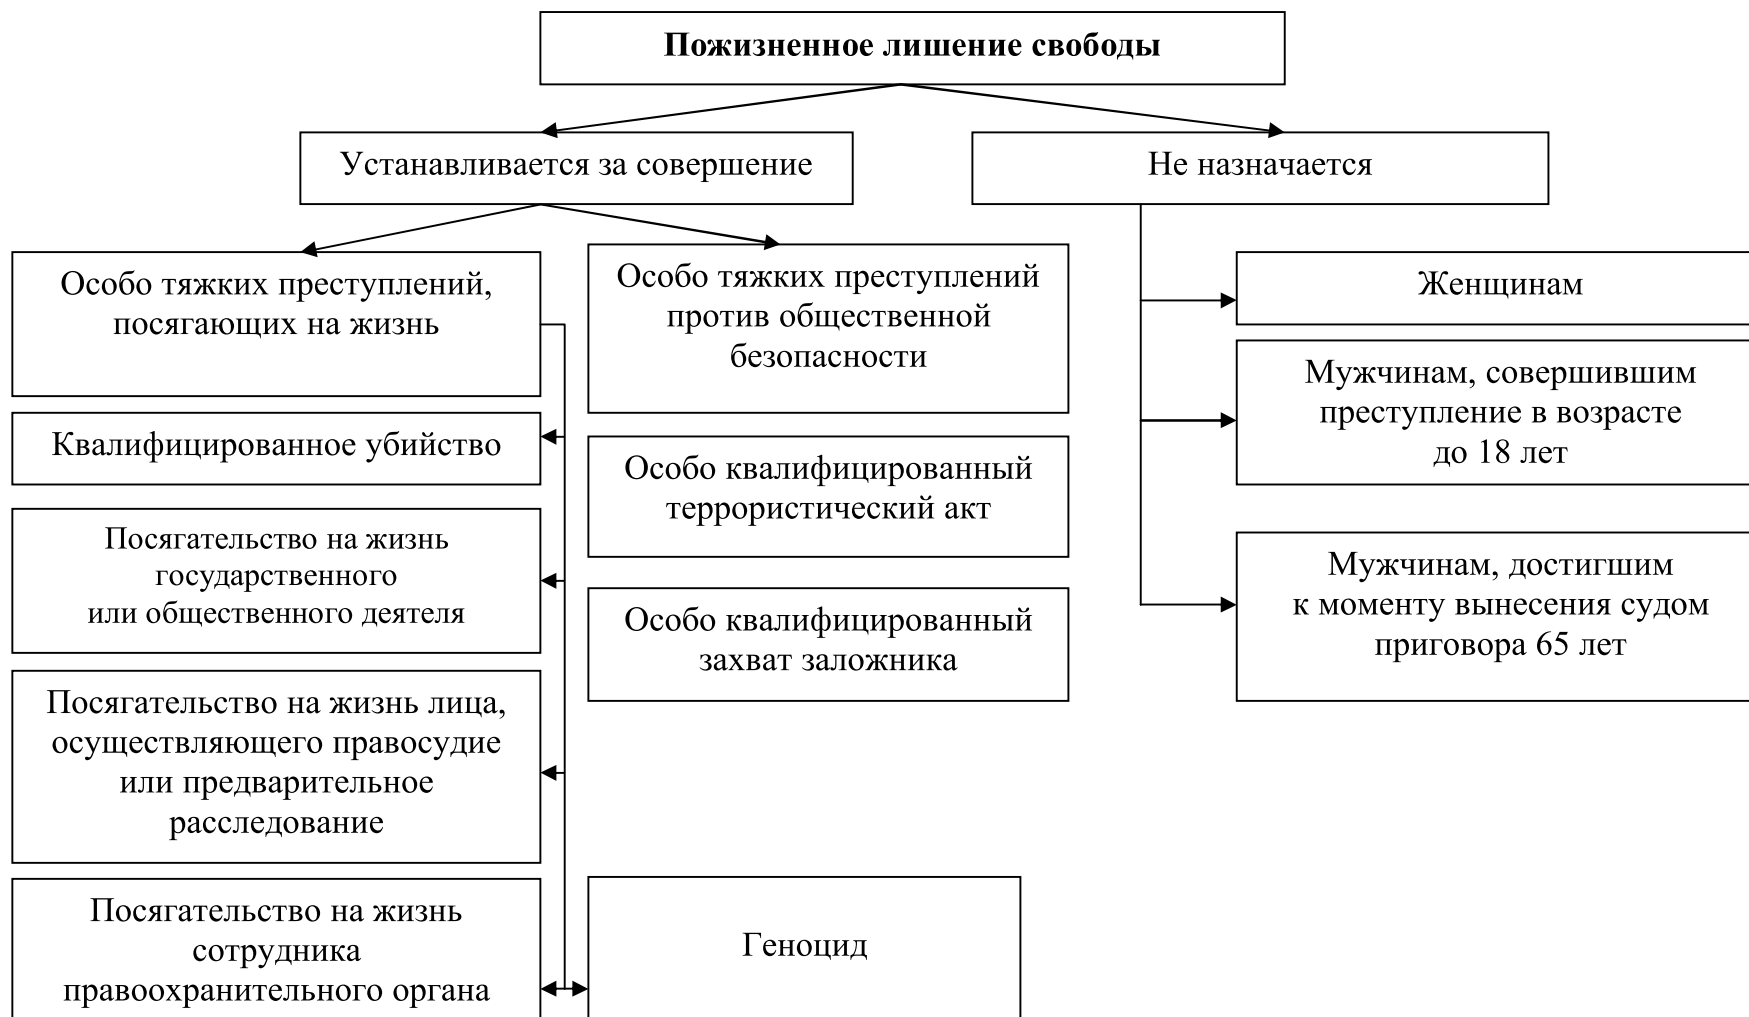 Пожизненное лишение свободы
Устанавливается за совершение
Не назначается
Особо тяжких преступлений,
посягающих на жизнь
Особо тяжких преступлений
против общественной
безопасности
Женщинам
Мужчинам, совершившим
преступление в возрасте
до 18 лет
Квалифицированное убийство
Особо квалифицированный
террористический акт
Посягательство на жизнь
государственного
или общественного деятеля
Мужчинам, достигшим
к моменту вынесения судом
приговора 65 лет
Особо квалифицированный
захват заложника
Посягательство на жизнь лица,
осуществляющего правосудие
или предварительное
расследование
Посягательство на жизнь
сотрудника
правоохранительного органа
Геноцид